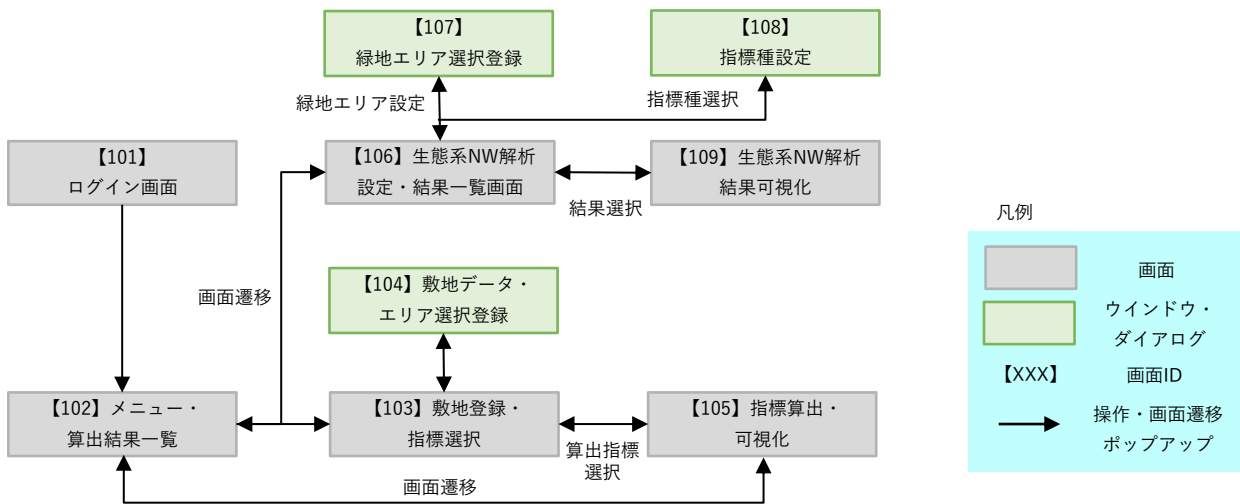 【107】
緑地エリア選択登録
【108】
指標種設定
緑地エリア設定
指標種選択
【101】
ログイン画面
【106】生態系NW解析
設定・結果一覧画面
【109】生態系NW解析
結果可視化
結果選択
画面遷移
【104】敷地データ・
エリア選択登録
【102】メニュー・
算出結果一覧
【103】敷地登録・
指標選択
【105】指標算出・
可視化
算出指標
選択
画面遷移
凡例
画面
ウインドウ・
ダイアログ
【XXX】
画面ID
操作・画面遷移
ポップアップ